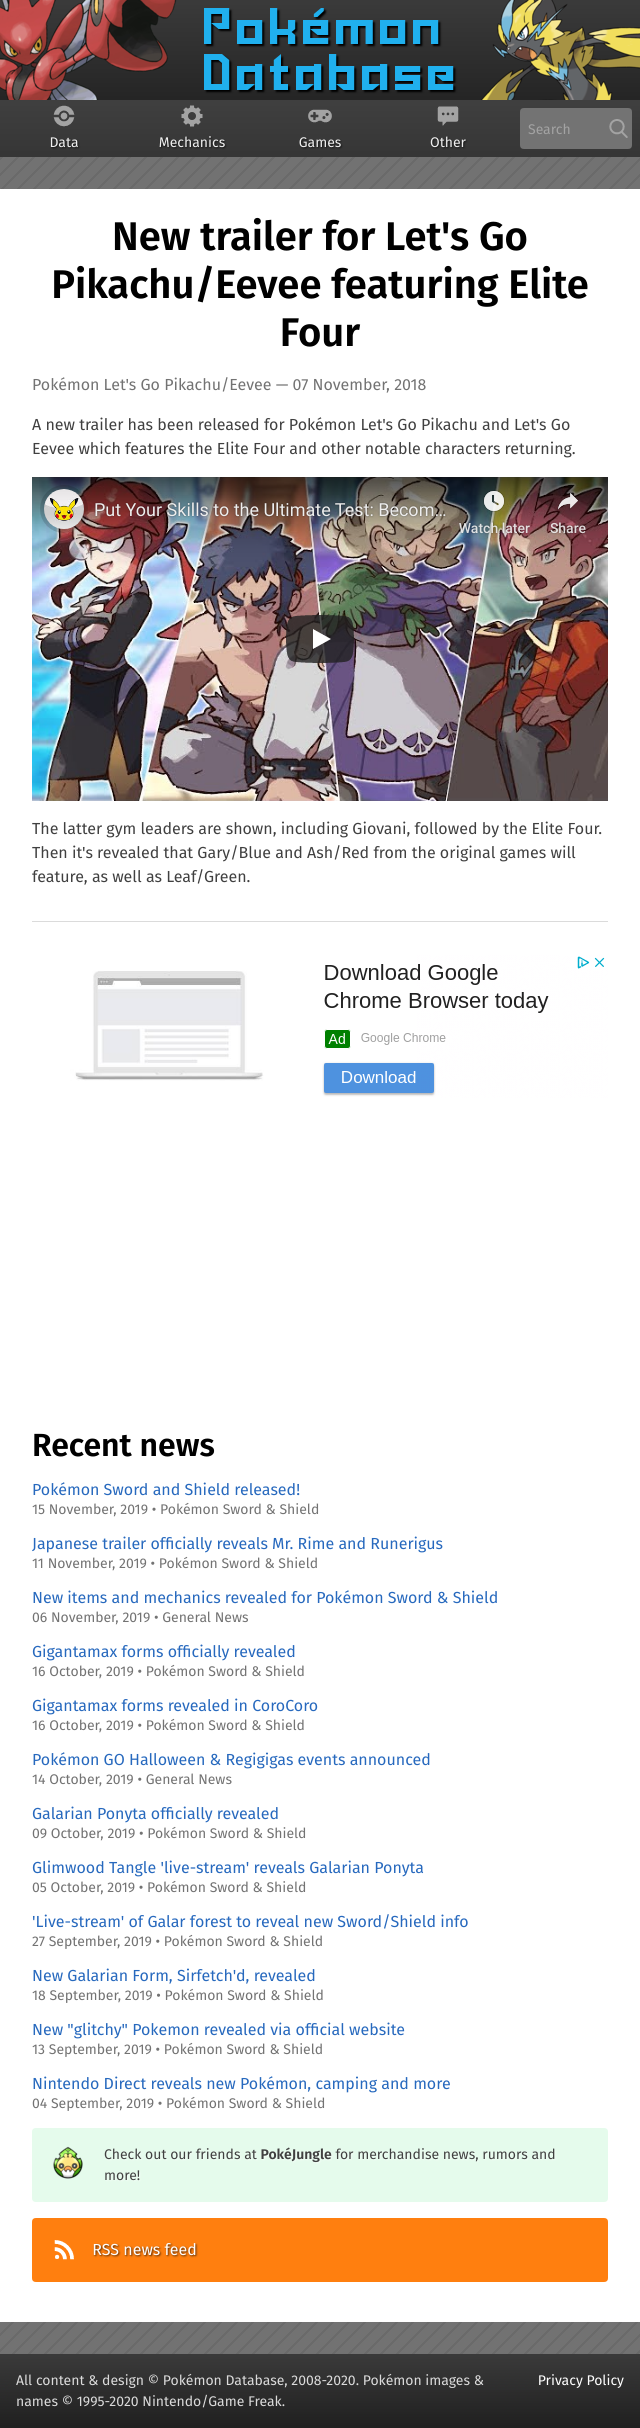 Pokémon
Database
Data
Mechanics
Games
Other
Search
New trailer for Let's Go
Pikachu/Eevee featuring Elite
Four
Pokémon Let's Go Pikachu/Eevee — 07 November, 2018
A new trailer has been released for Pokémon Let's Go Pikachu and Let's Go
Eevee which features the Elite Four and other notable characters returning.
Put Your Skills to the Ultimate Test: Becom...
Watch later
Share
The latter gym leaders are shown, including Giovani, followed by the Elite Four.
Then it's revealed that Gary/Blue and Ash/Red from the original games will
feature, as well as Leaf/Green.
Download Google
Chrome Browser today
Ad
Google Chrome
Download
Recent news
Pokémon Sword and Shield released!
15 November, 2019 • Pokémon Sword & Shield
Japanese trailer officially reveals Mr. Rime and Runerigus
11 November, 2019 • Pokémon Sword & Shield
New items and mechanics revealed for Pokémon Sword & Shield
06 November, 2019 • General News
Gigantamax forms officially revealed
16 October, 2019 • Pokémon Sword & Shield
Gigantamax forms revealed in CoroCoro
16 October, 2019 • Pokémon Sword & Shield
Pokémon GO Halloween & Regigigas events announced
14 October, 2019 • General News
Galarian Ponyta officially revealed
09 October, 2019 • Pokémon Sword & Shield
Glimwood Tangle 'live-stream' reveals Galarian Ponyta
05 October, 2019 • Pokémon Sword & Shield
'Live-stream' of Galar forest to reveal new Sword/Shield info
27 September, 2019 • Pokémon Sword & Shield
New Galarian Form, Sirfetch'd, revealed
18 September, 2019 • Pokémon Sword & Shield
New "glitchy" Pokemon revealed via official website
13 September, 2019 • Pokémon Sword & Shield
Nintendo Direct reveals new Pokémon, camping and more
04 September, 2019 • Pokémon Sword & Shield
Check out our friends at PokéJungle for merchandise news, rumors and
more!
RSS news feed
All content & design © Pokémon Database, 2008-2020. Pokémon images &
names © 1995-2020 Nintendo/Game Freak.
Privacy Policy